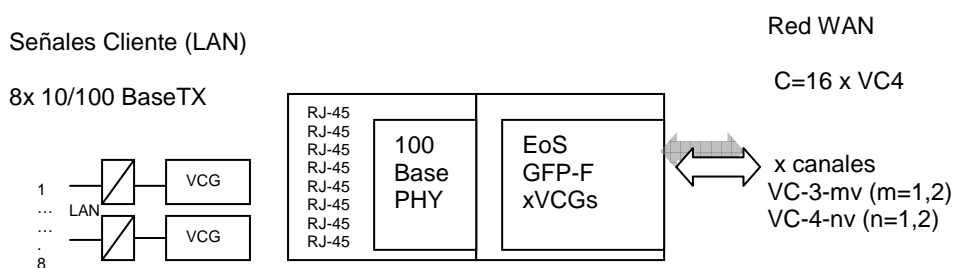 Señales Cliente (LAN)
8x 10/100 BaseTX
1
...
...
.
8
LAN
VCG
VCG
RJ-45
RJ-45
RJ-45
RJ-45
RJ-45
RJ-45
RJ-45
RJ-45
100
Base
PHY
EoS
GFP-F
xVCGs
Red WAN
C=16 x VC4
x canales
VC-3-mv (m=1,2)
VC-4-nv (n=1,2)